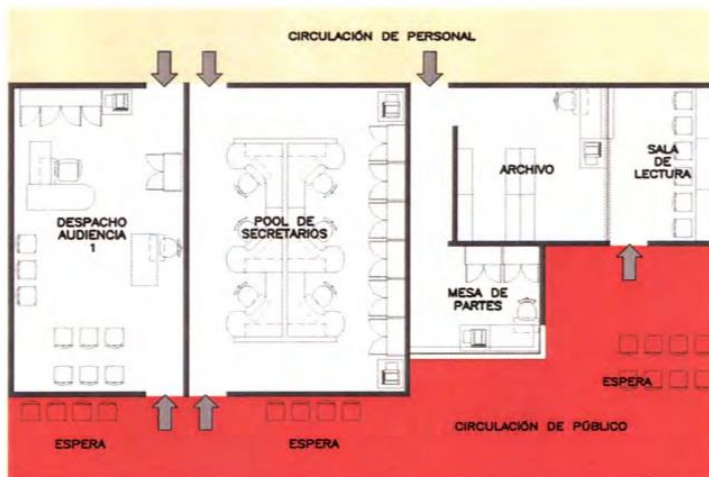 CIRCULACIÓN DE PERSONAL
DESPACHO
AUDIENCIA
1
POOL DE
SECRETARIOS
ARCHIVO
SALA
DE
LECTURA
MESA DE
PARTES
ESPERA
ESPERA
ESPERA
CIRCULACIÓN DE PÚBLICO